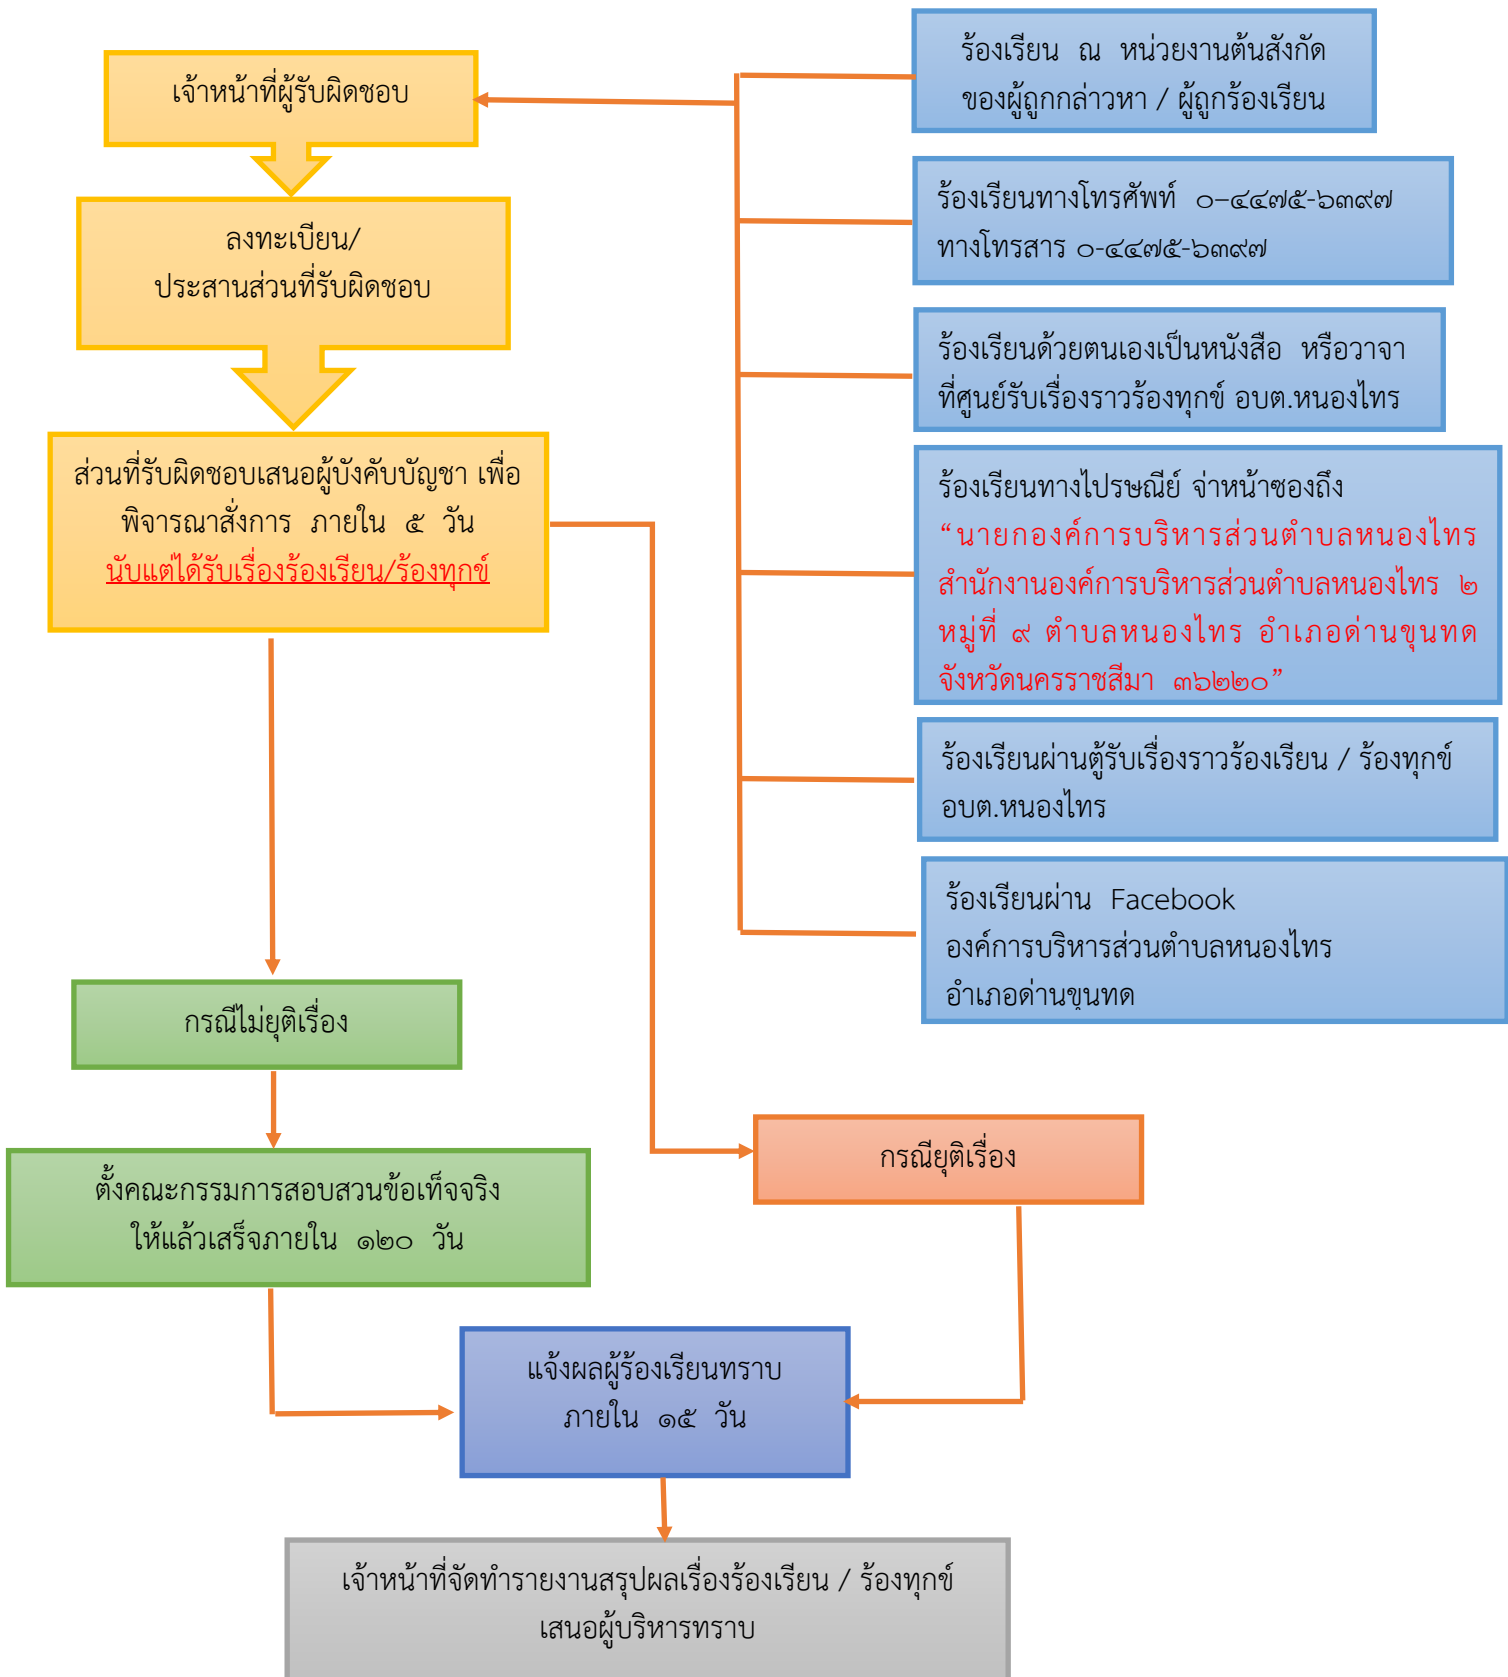 ร้องเรียน ณ หน่วยงานต้นสังกัด
ของผู้ถูกกล่าวหา / ผู้ถูกร้องเรียน
เจ้าหน้าที่ผู้รับผิดชอบ
ร้องเรียนทางโทรศัพท์ ๐–๔๔๗๕-๖๓๙๗
ทางโทรสาร ๐-๔๔๗๕-๖๓๙๗
ลงทะเบียน/
ประสานส่วนที่รับผิดชอบ
ร้องเรียนด้วยตนเองเป็นหนังสือ หรือวาจา
ที่ศูนย์รับเรื่องราวร้องทุกข์ อบต.หนองไทร
ส่วนที่รับผิดชอบเสนอผู้บังคับบัญชา เพื่อ
พิจารณาสั่งการ ภายใน ๕ วัน
นับแต่ได้รับเรื่องร้องเรียน/ร้องทุกข์
ร้องเรียนทางไปรษณีย์ จ่าหน้าซองถึง
“นายกองค์การบริหารส่วนตำบลหนองไทร
สำนักงานองค์การบริหารส่วนตำบลหนองไทร ๒
หมู่ที่ ๙ ตำบลหนองไทร อำเภอด่านขุนทด
จังหวัดนครราชสีมา ๓๖๒๒๐”
ร้องเรียนผ่านตู้รับเรื่องราวร้องเรียน / ร้องทุกข์
อบต.หนองไทร
ร้องเรียนผ่าน Facebook
องค์การบริหารส่วนตำบลหนองไทร
อำเภอด่านขุนทด
กรณีไม่ยุติเรื่อง
กรณียุติเรื่อง
ตั้งคณะกรรมการสอบสวนข้อเท็จจริง
ให้แล้วเสร็จภายใน ๑๒๐ วัน
แจ้งผลผู้ร้องเรียนทราบ
ภายใน ๑๕ วัน
เจ้าหน้าที่จัดทำรายงานสรุปผลเรื่องร้องเรียน / ร้องทุกข์
เสนอผู้บริหารทราบ